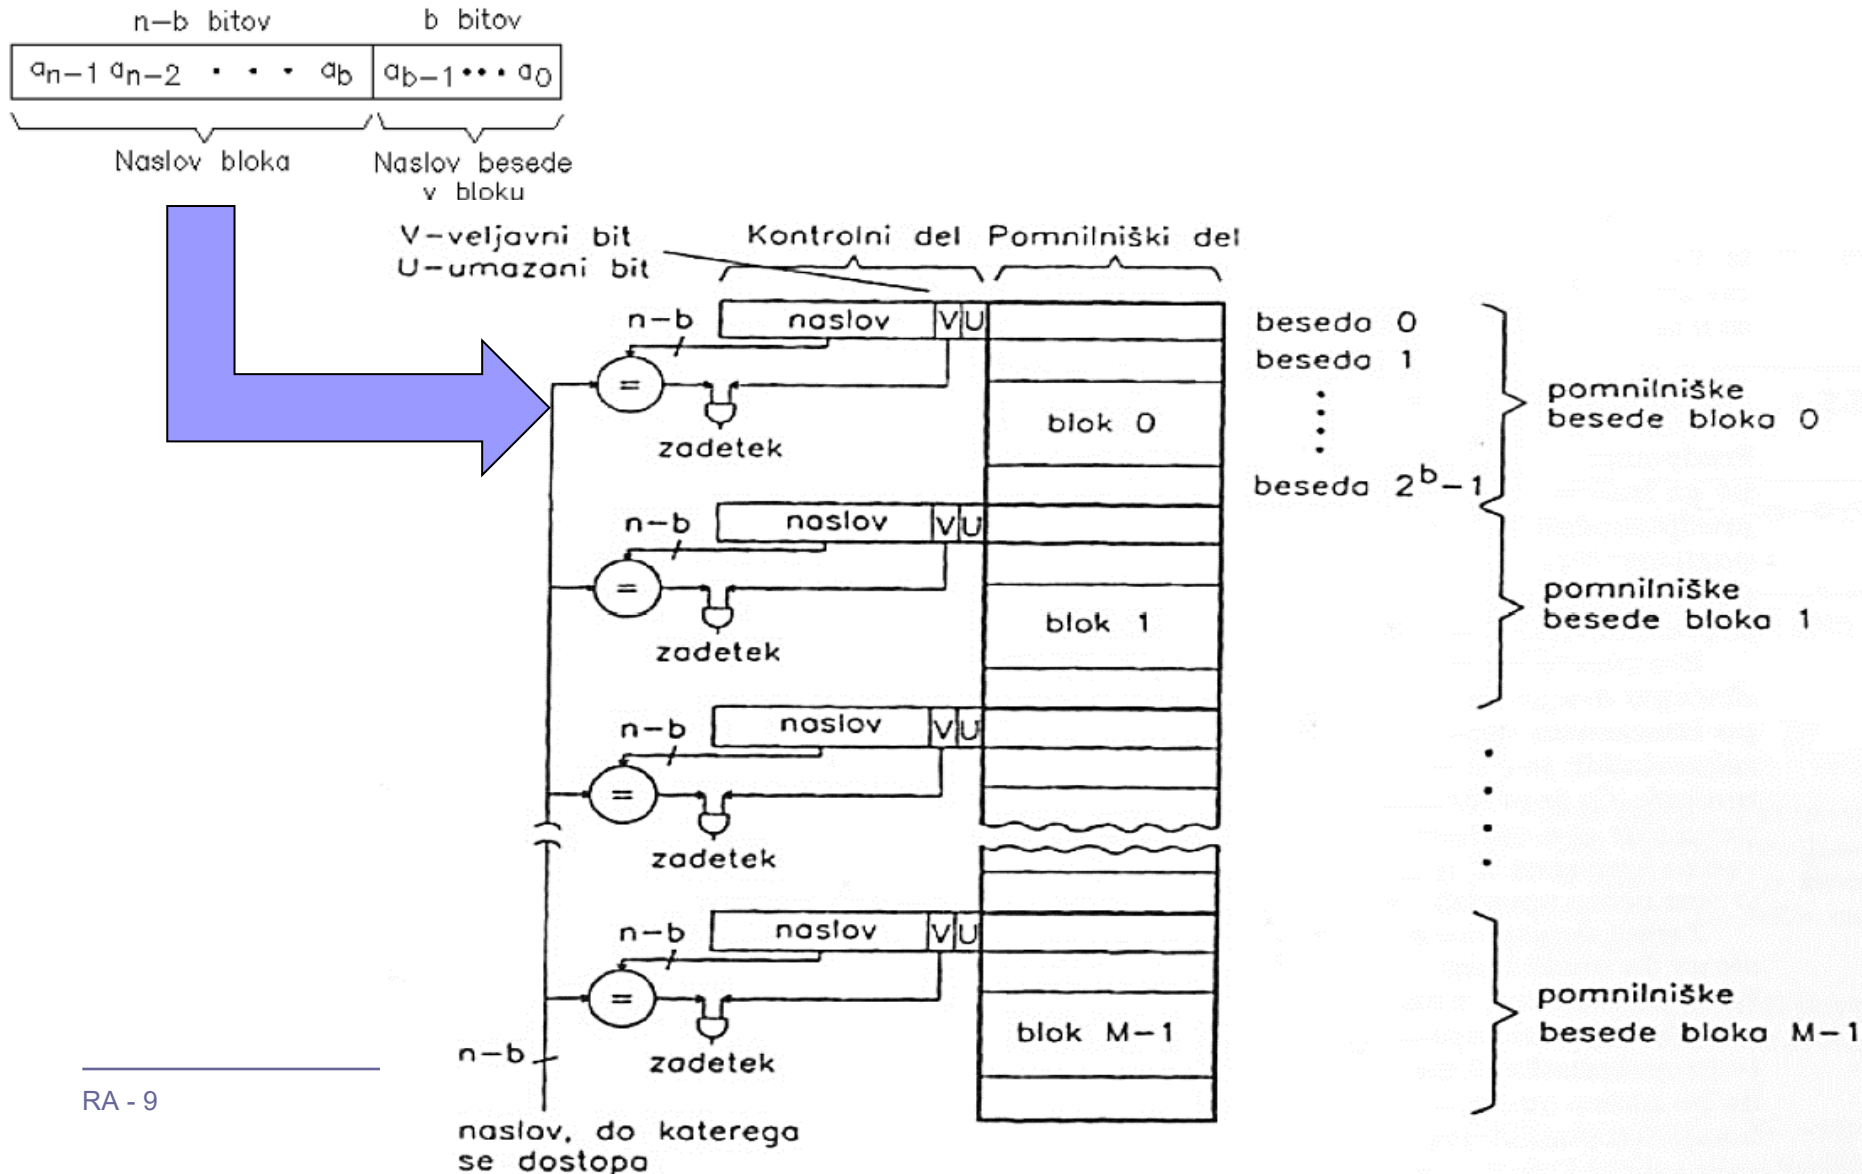 n–b bitov
b bitov
an–1 an–2 · · · ab
ab–1 ••• a0
Naslov bloka
Naslov besede
v bloku
V–veljavni bit
U–umazani bit
Kontrolni del
Pomnilniški del
n–b
naslov
V
U
beseda 0
beseda 1
=
zadetek
blok 0
beseda 2b–1
pomnilniške
besede bloka 0
n–b
naslov
V
U
=
zadetek
blok 1
pomnilniške
besede bloka 1
n–b
naslov
V
U
=
zadetek
n–b
naslov
V
U
=
zadetek
blok M–1
pomnilniške
besede bloka M–1
n–b
RA - 9
naslov, do katerega
se dostopa